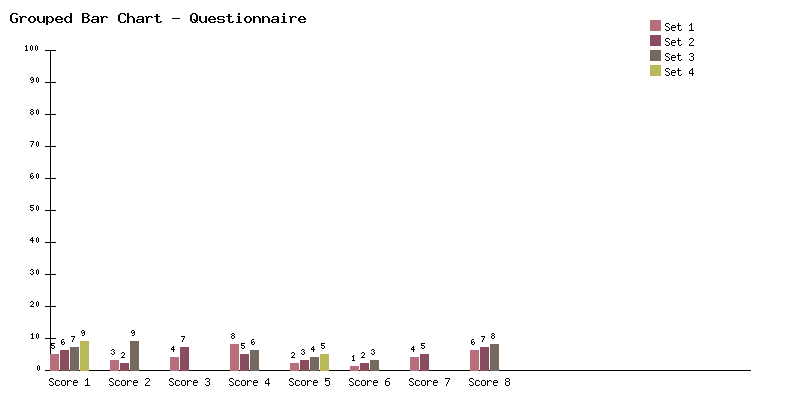 Grouped Bar Chart - Questionnaire
Set 1
Set 2
Set 3
Set 4
100
90
80
70
60
50
40
30
20
10
0
5 6 7 9 3 2 9 4 7 8 5 6 2 3 4 5 1 2 3 4 5 6 7 8
Score 1 Score 2 Score 3 Score 4 Score 5 Score 6 Score 7 Score 8